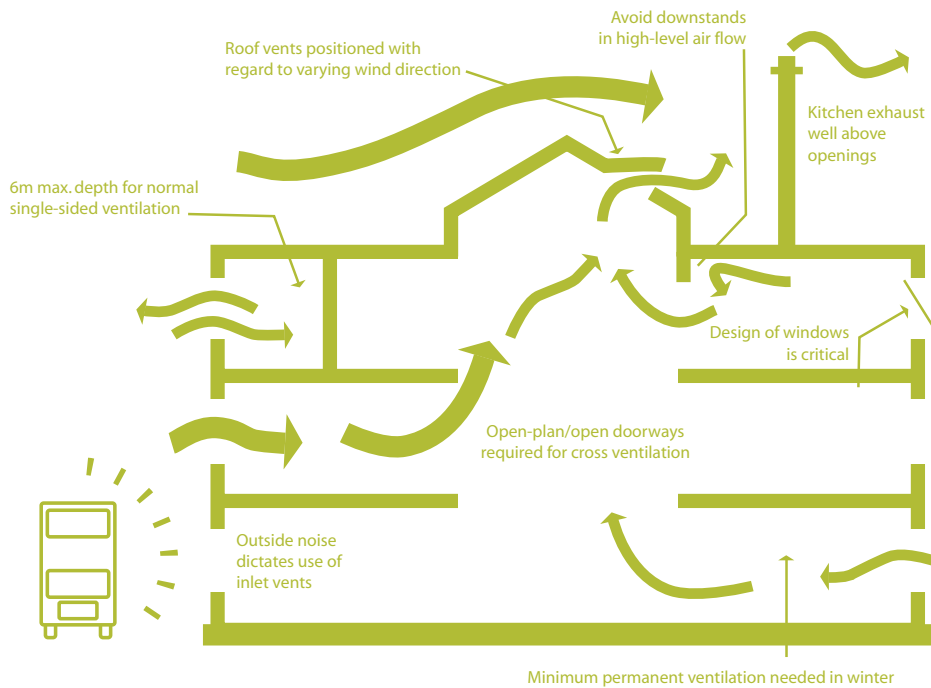 Avoid downstands
in high-level air flow
Roof vents positioned with
regard to varying wind direction
Kitchen exhaust
well above
openings
6m max. depth for normal
single-sided ventilation
Design of windows
is critical
Open-plan/open doorways
required for cross ventilation
Outside noise
dictates use of
inlet vents
Minimum permanent ventilation needed in winter